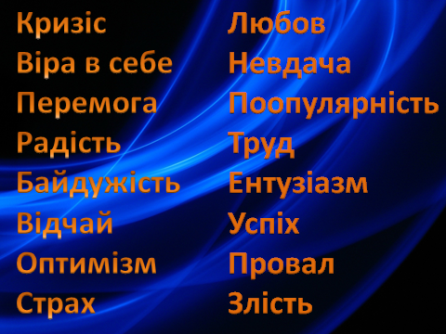 Кризіс
Віра в себе
Перемога
Радість
Байдужість
Відчай
Оптимізм
Страх
Любов
Невдача
Поопулярність
Труд
Ентузіазм
Успіх
Провал
Злість